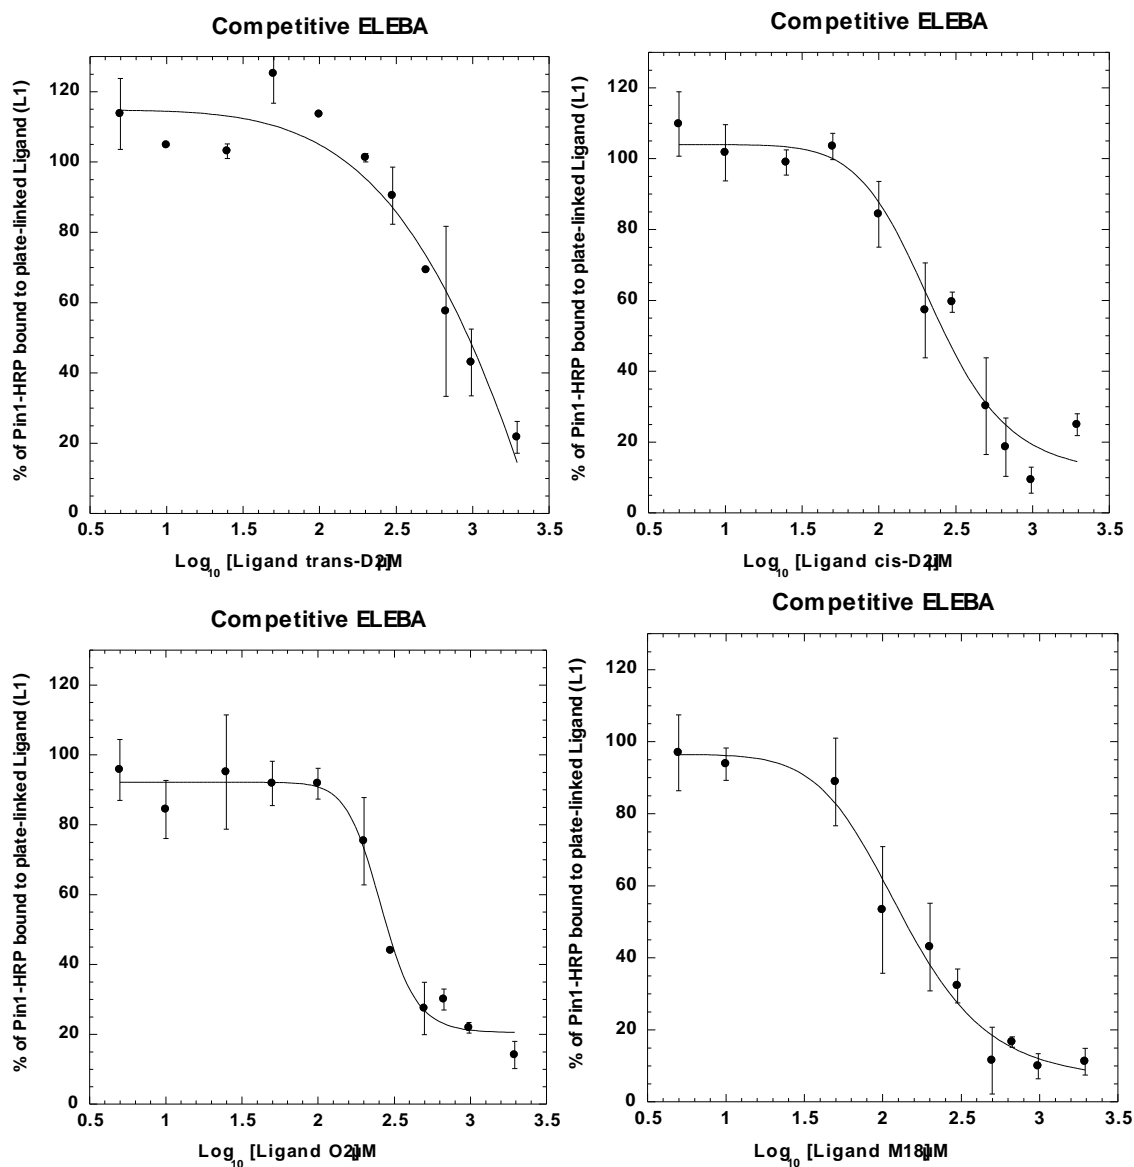 Competitive ELEBA
% of Pin1-HRP bound to plate-linked Ligand (L1)
120
100
80
60
40
20
0
0.5 1 1.5 2 2.5 3 3.5
Log10 [Ligand trans-D2]µM
Competitive ELEBA
% of Pin1-HRP bound to plate-linked Ligand (L1)
120
100
80
60
40
20
0
0.5 1 1.5 2 2.5 3 3.5
Log10 [Ligand cis-D2]µM
Competitive ELEBA
% of Pin1-HRP bound to plate-linked Ligand (L1)
120
100
80
60
40
20
0
0.5 1 1.5 2 2.5 3 3.5
Log10 [Ligand O2]µM
Competitive ELEBA
% of Pin1-HRP bound to plate-linked Ligand (L1)
120
100
80
60
40
20
0
0.5 1 1.5 2 2.5 3 3.5
Log10 [Ligand M18]µM